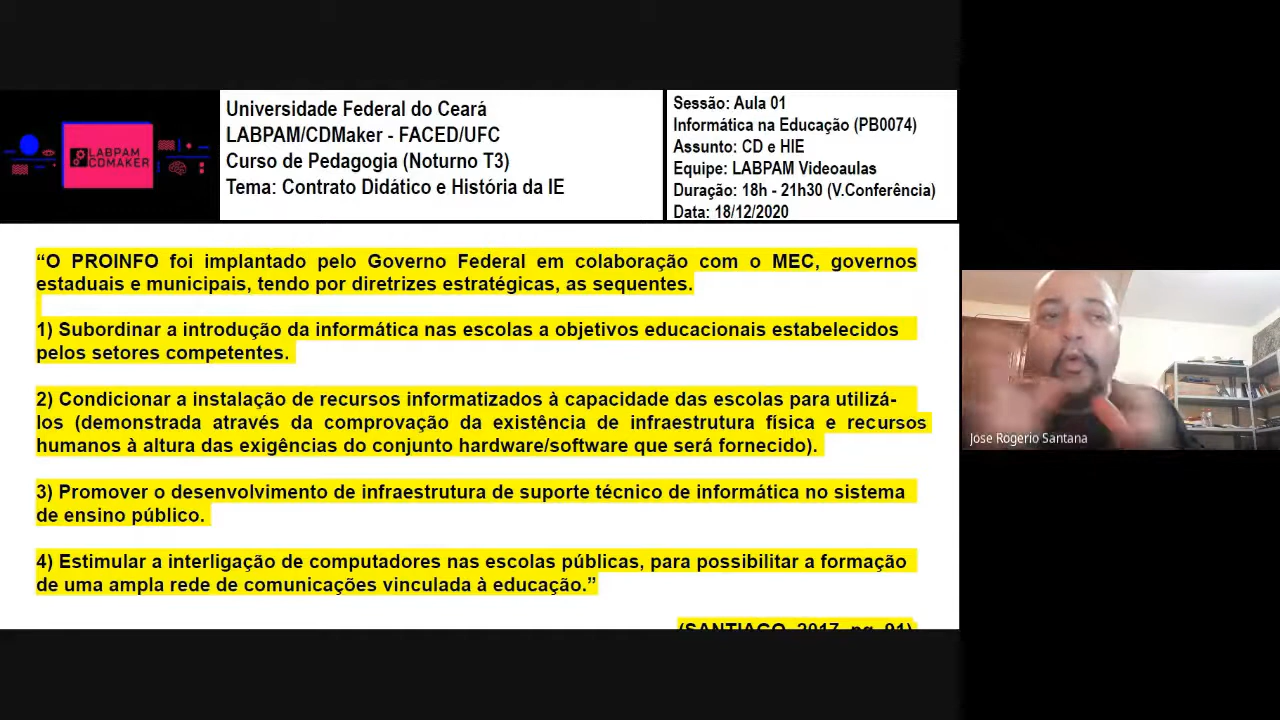 LABPAM
CDMAKER
Universidade Federal do Ceará
LABPAM/CDMaker - FACED/UFC
Curso de Pedagogia (Noturno T3)
Tema: Contrato Didático e História da IE
Sessão: Aula 01
Informática na Educação (PB0074)
Assunto: CD e HIE
Equipe: LABPAM Videoaulas
Duração: 18h - 21h30 (V.Conferência)
Data: 18/12/2020
“O PROINFO foi implantado pelo Governo Federal em colaboração com o MEC, governos
estaduais e municipais, tendo por diretrizes estratégicas, as sequentes.
1) Subordinar a introdução da informática nas escolas a objetivos educacionais estabelecidos
pelos setores competentes.
2) Condicionar a instalação de recursos informatizados à capacidade das escolas para utilizá-
los (demonstrada através da comprovação da existência de infraestrutura física e recursos
humanos à altura das exigências do conjunto hardware/software que será fornecido).
3) Promover o desenvolvimento de infraestrutura de suporte técnico de informática no sistema
de ensino público.
4) Estimular a interligação de computadores nas escolas públicas, para possibilitar a formação
de uma ampla rede de comunicações vinculada à educação.”
(SANTIAGO, 2017, pg. 91)
Jose Rogerio Santana